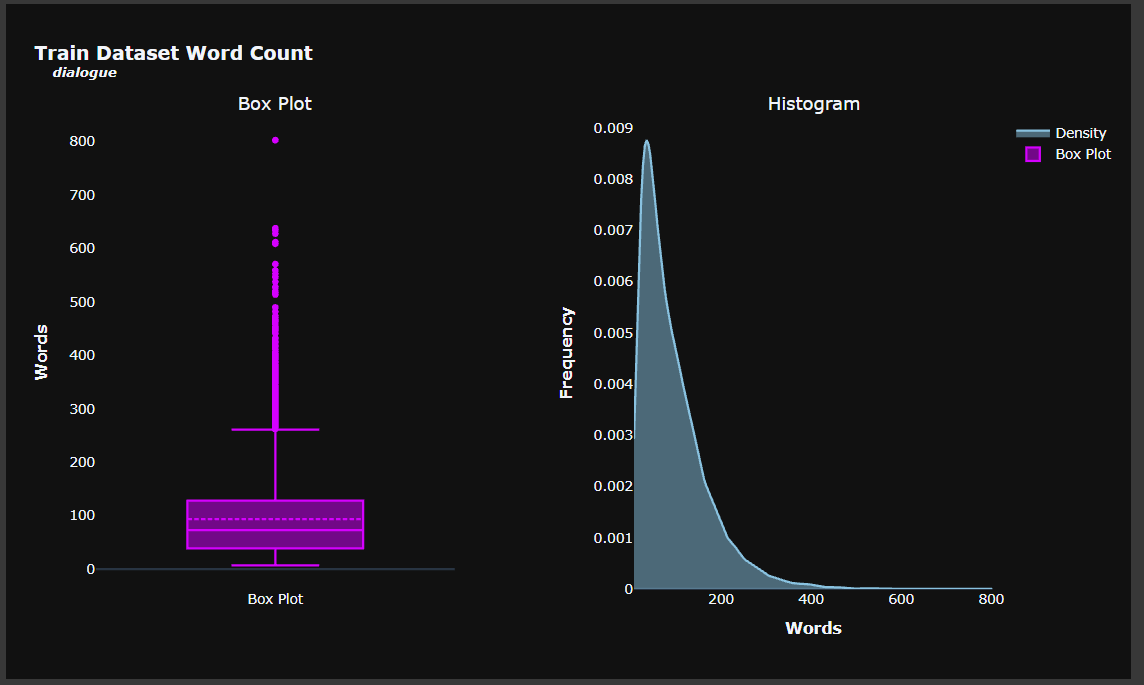 Train Dataset Word Count
dialogue
Box Plot
800
700
600
500
400
300
200
100
0
Words
Box Plot
Histogram
0.009
0.008
0.007
0.006
0.005
0.004
0.003
0.002
0.001
0
Frequency
200 400 600 800
Words
Density
Box Plot